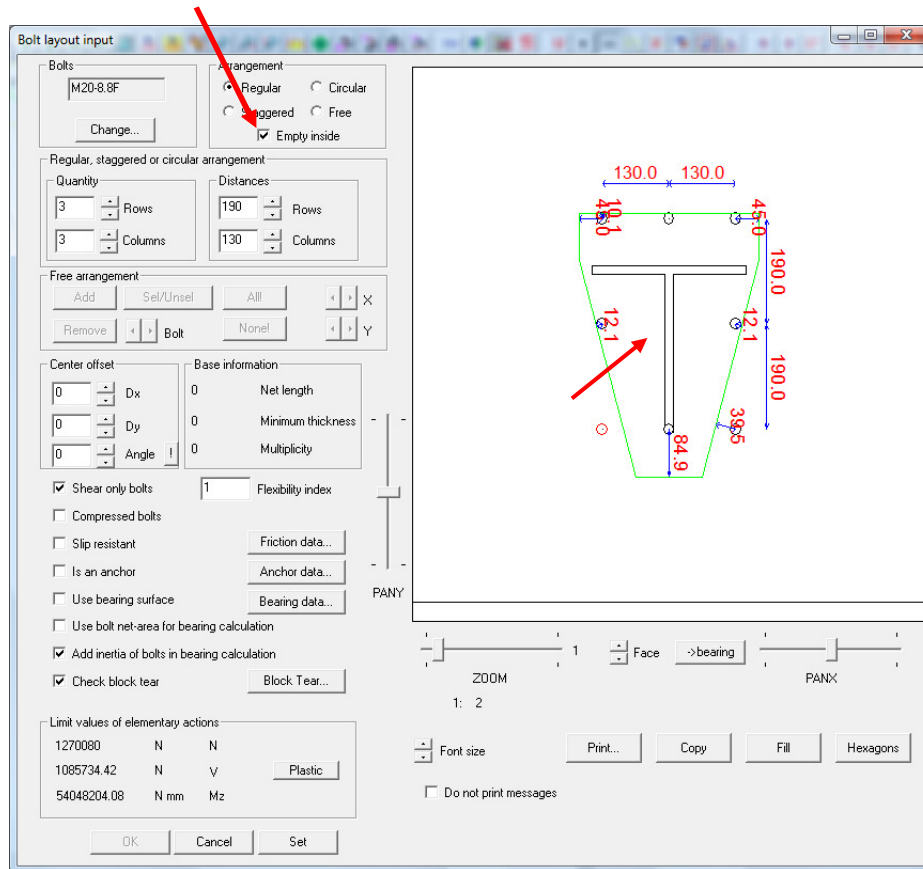 Bolt layout input
Bolts
M20-8.8F
Change...
Arrangement
Regular
Circular
Staggered
Free
Empty inside
Regular, staggered or circular arrangement
Quantity
3
Rows
3
Columns
Distances
190
Rows
130
Columns
Free arrangement
Add
Sel/Unsel
All!
X
Remove
Bolt
None!
Y
Center offset
0
Dx
0
Dy
0
Angle
!
Base information
0
Net length
0
Minimum thickness
0
Multiplicity
Shear only bolts
1
Flexibility index
Compressed bolts
Slip resistant
Friction data...
Is an anchor
Anchor data...
Use bearing surface
Bearing data...
Use bolt net-area for bearing calculation
Add inertia of bolts in bearing calculation
Check block tear
Block Tear...
PANY
Limit values of elementary actions
1270080 N N
1085734.42 N V
Plastic
54048204.08 N mm Mz
OK
Cancel
Set
130.0 130.0
10.1
45.0
190.0
12.1
12.1
190.0
39.5
84.9
ZOOM
1: 2
1
Face
->bearing
PANX
Font size
Print...
Copy
Fill
Hexagons
Do not print messages